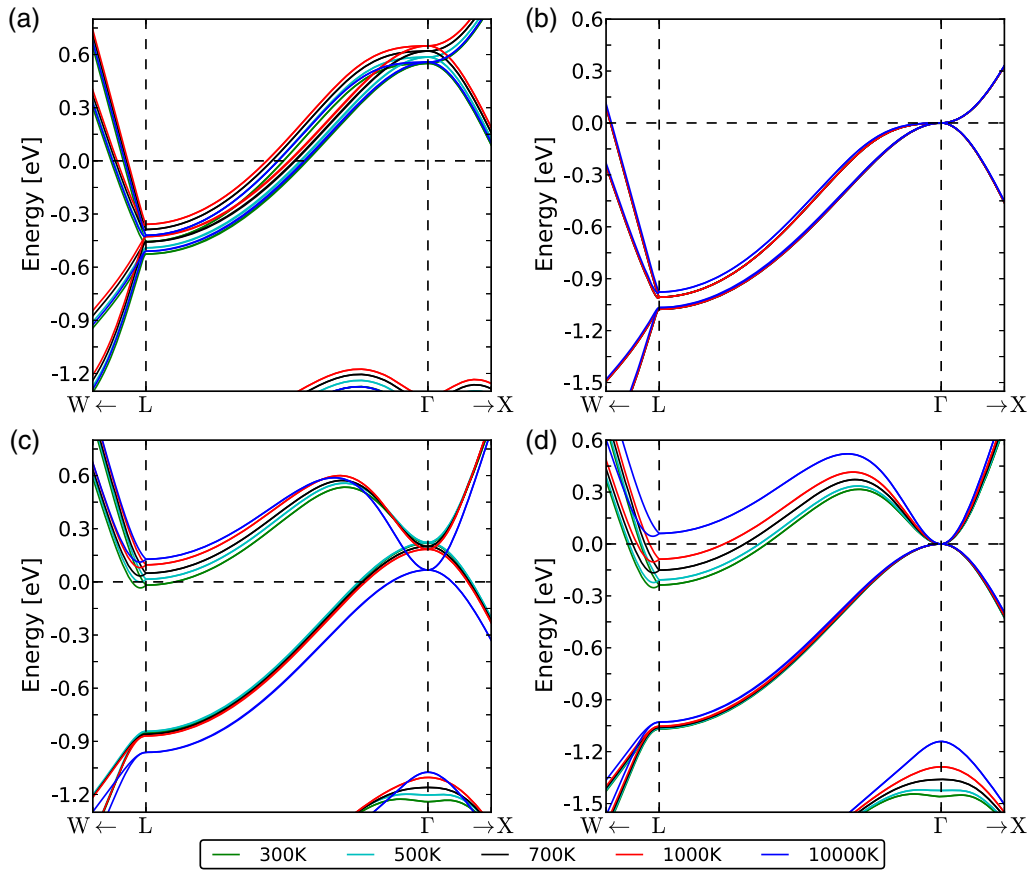 (a)
Energy [eV]
0.6
0.3
0.0
-0.3
-0.6
-0.9
-1.2
W ← L Γ → X
(b)
Energy [eV]
0.6
0.3
0.0
-0.3
-0.6
-0.9
-1.2
-1.5
W ← L Γ → X
(c)
Energy [eV]
0.6
0.3
0.0
-0.3
-0.6
-0.9
-1.2
W ← L Γ → X
(d)
Energy [eV]
0.6
0.3
0.0
-0.3
-0.6
-0.9
-1.2
-1.5
W ← L Γ → X
300K 500K 700K 1000K 10000K